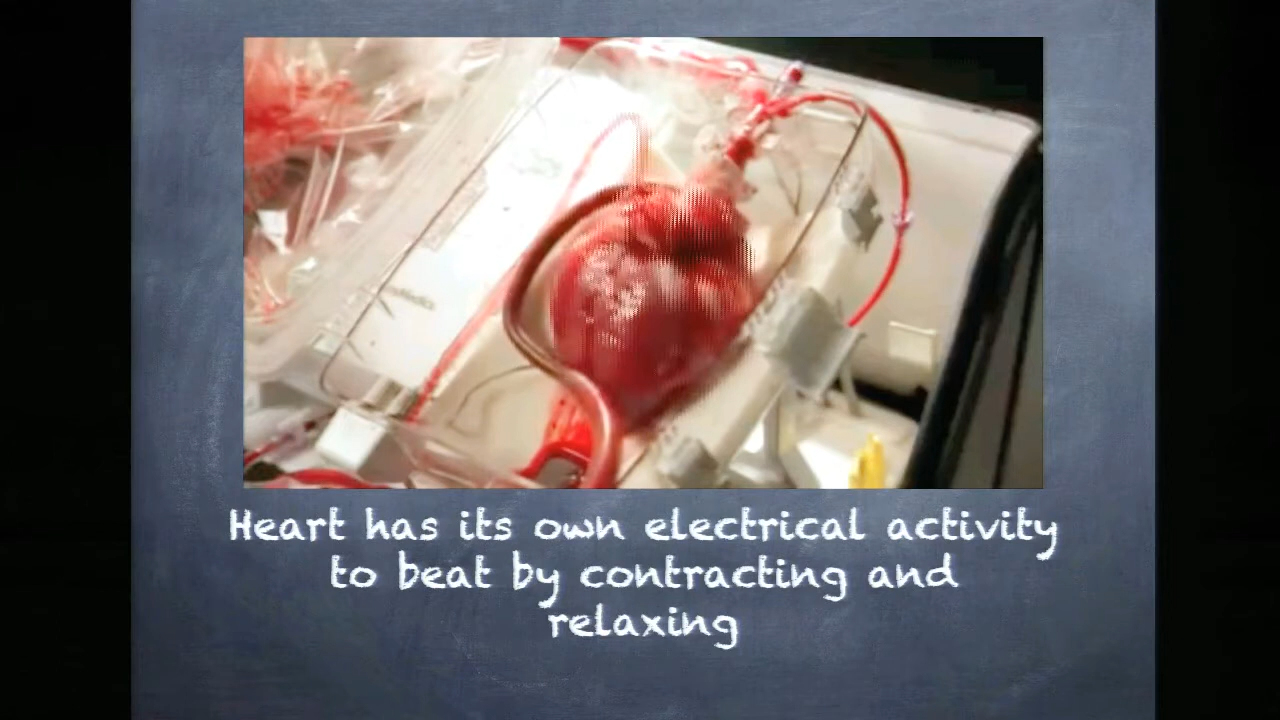 Heart has its own electrical activity
to beat by contracting and
relaxing